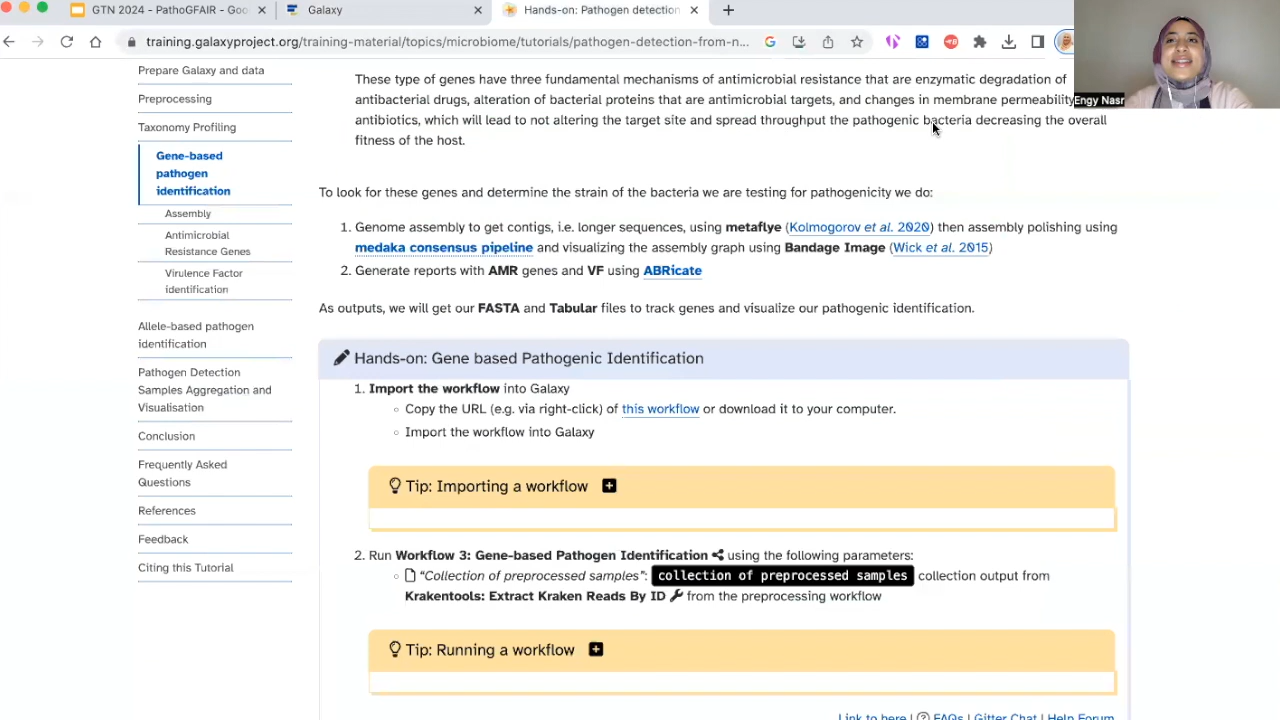 GTN 2024 - PathoGFAIR - Goo
Galaxy
Hands-on: Pathogen detection
training.galaxyproject.org/training-material/topics/microbiome/tutorials/pathogen-detection-from-n...
Engy Nasr
Prepare Galaxy and data
Preprocessing
Taxonomy Profiling
Gene-based
pathogen
identification
Assembly
Antimicrobial
Resistance Genes
Virulence Factor
identification
Allele-based pathogen
identification
Pathogen Detection
Samples Aggregation and
Visualisation
Conclusion
Frequently Asked
Questions
References
Feedback
Citing this Tutorial
These type of genes have three fundamental mechanisms of antimicrobial resistance that are enzymatic degradation of
antibacterial drugs, alteration of bacterial proteins that are antimicrobial targets, and changes in membrane permeability
antibiotics, which will lead to not altering the target site and spread throughput the pathogenic bacteria decreasing the overall
fitness of the host.
To look for these genes and determine the strain of the bacteria we are testing for pathogenicity we do:
1. Genome assembly to get contigs, i.e. longer sequences, using metaflye (Kolmogorov et al. 2020) then assembly polishing using
medaka consensus pipeline and visualizing the assembly graph using Bandage Image (Wick et al. 2015)
2. Generate reports with AMR genes and VF using ABRicate
As outputs, we will get our FASTA and Tabular files to track genes and visualize our pathogenic identification.
Hands-on: Gene based Pathogenic Identification
1. Import the workflow into Galaxy
Copy the URL (e.g. via right-click) of this workflow or download it to your computer.
Import the workflow into Galaxy
Tip: Importing a workflow
2. Run Workflow 3: Gene-based Pathogen Identification using the following parameters:
"Collection of preprocessed samples": collection of preprocessed samples collection output from
Krakentools: Extract Kraken Reads By ID from the preprocessing workflow
Tip: Running a workflow
Link to here | FAQs | Gitter Chat | Help Forum